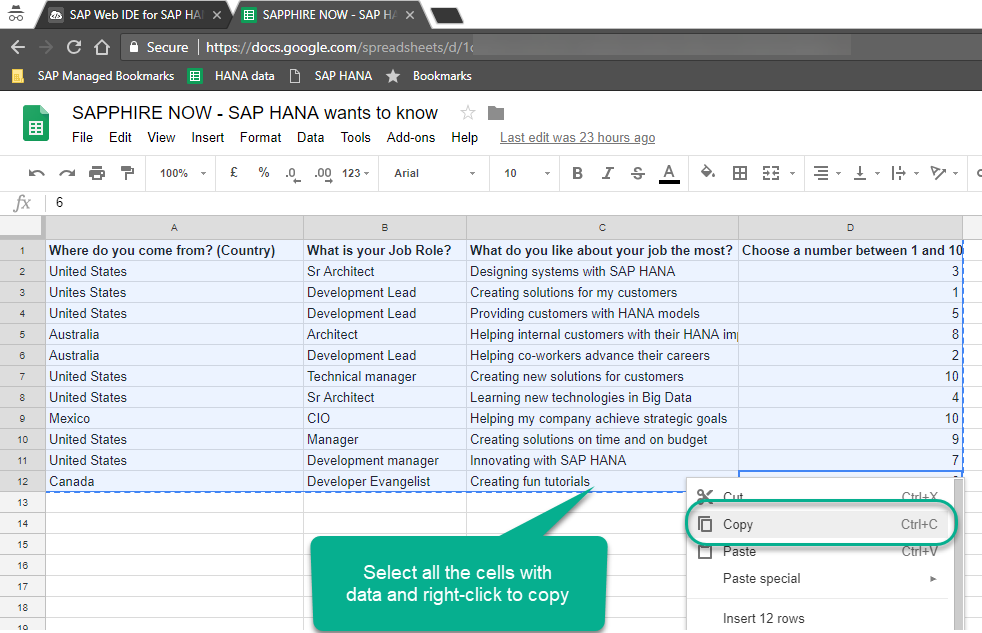 SAP Web IDE for SAP HA
SAPPHIRE NOW - SAP H
Secure
https://docs.google.com/spreadsheets/d/1
SAP Managed Bookmarks
HANA data
SAP HANA
Bookmarks
SAPPHIRE NOW - SAP HANA wants to know
File Edit View Insert Format Data Tools Add-ons Help Last edit was 23 hours ago
100% £ % .0 .00 123 Arial 10 B I S A
fx 6
A B C D
1 Where do you come from? (Country) What is your Job Role? What do you like about your job the most? Choose a number between 1 and 10
2 United States Sr Architect Designing systems with SAP HANA 3
3 Unites States Development Lead Creating solutions for my customers 1
4 United States Development Lead Providing customers with HANA models 5
5 Australia Architect Helping internal customers with their HANA imp 8
6 Australia Development Lead Helping co-workers advance their careers 2
7 United States Technical manager Creating new solutions for customers 10
8 United States Sr Architect Learning new technologies in Big Data 4
9 Mexico CIO Helping my company achieve strategic goals 10
10 United States Manager Creating solutions on time and on budget 9
11 United States Development manager Innovating with SAP HANA 7
12 Canada Developer Evangelist Creating fun tutorials
13
14
15
16
17
18
19
Cut Ctrl+X
Copy Ctrl+C
Paste Ctrl+V
Paste special
Insert 12 rows
Select all the cells with
data and right-click to copy